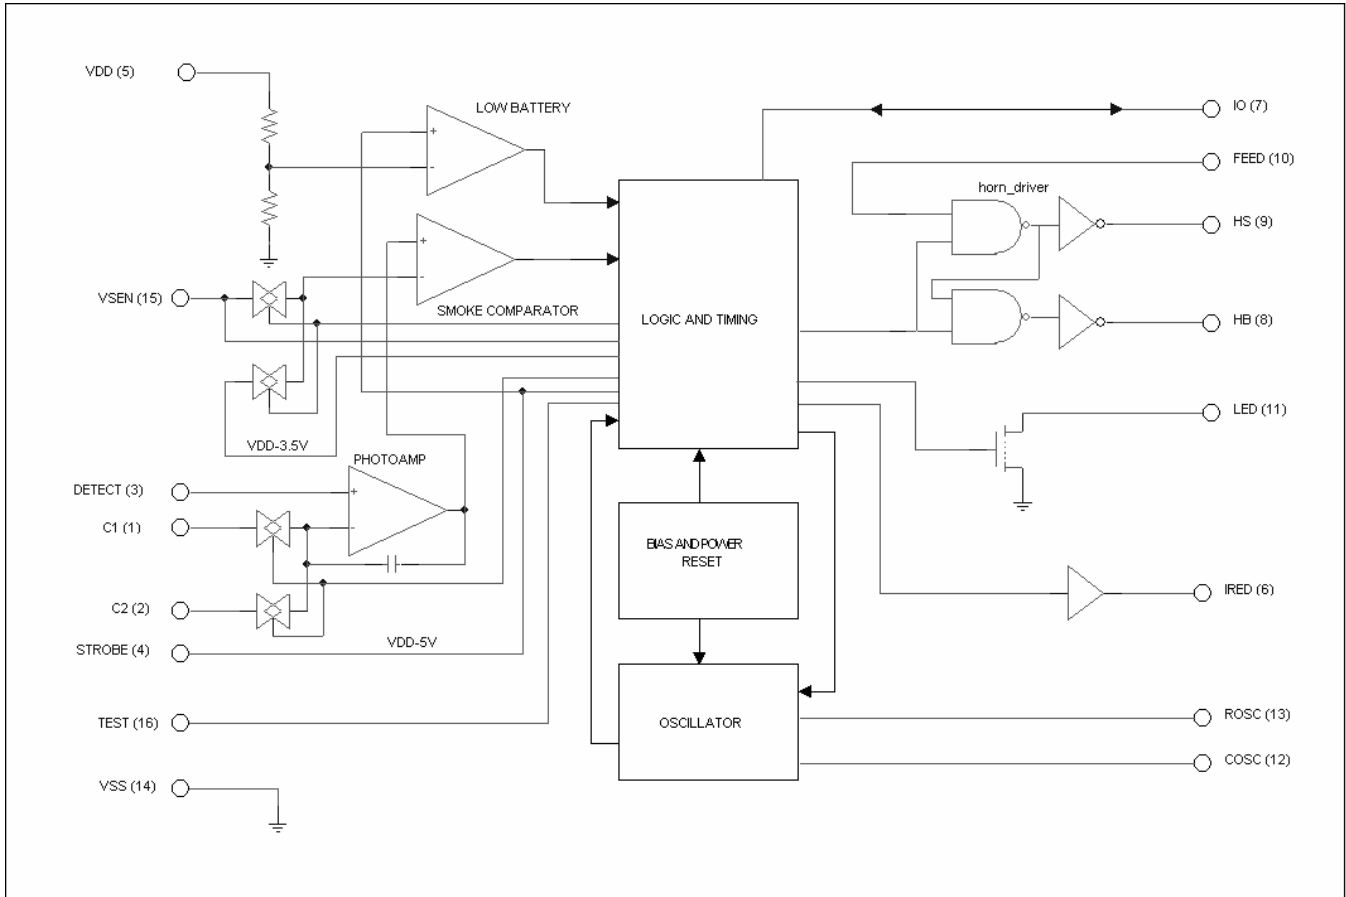 VDD (5)
LOW BATTERY
+
-
IO (7)
FEED (10)
horn_driver
HS (9)
+
-
VSEN (15)
SMOKE COMPARATOR
LOGIC AND TIMING
HB (8)
LED (11)
VDD-3.5V
PHOTOAMP
DETECT (3)
+
C1 (1)
-
BIAS AND POWER
RESET
IRED (6)
C2 (2)
VDD-5V
STROBE (4)
ROSC (13)
TEST (16)
OSCILLATOR
COSC (12)
VSS (14)